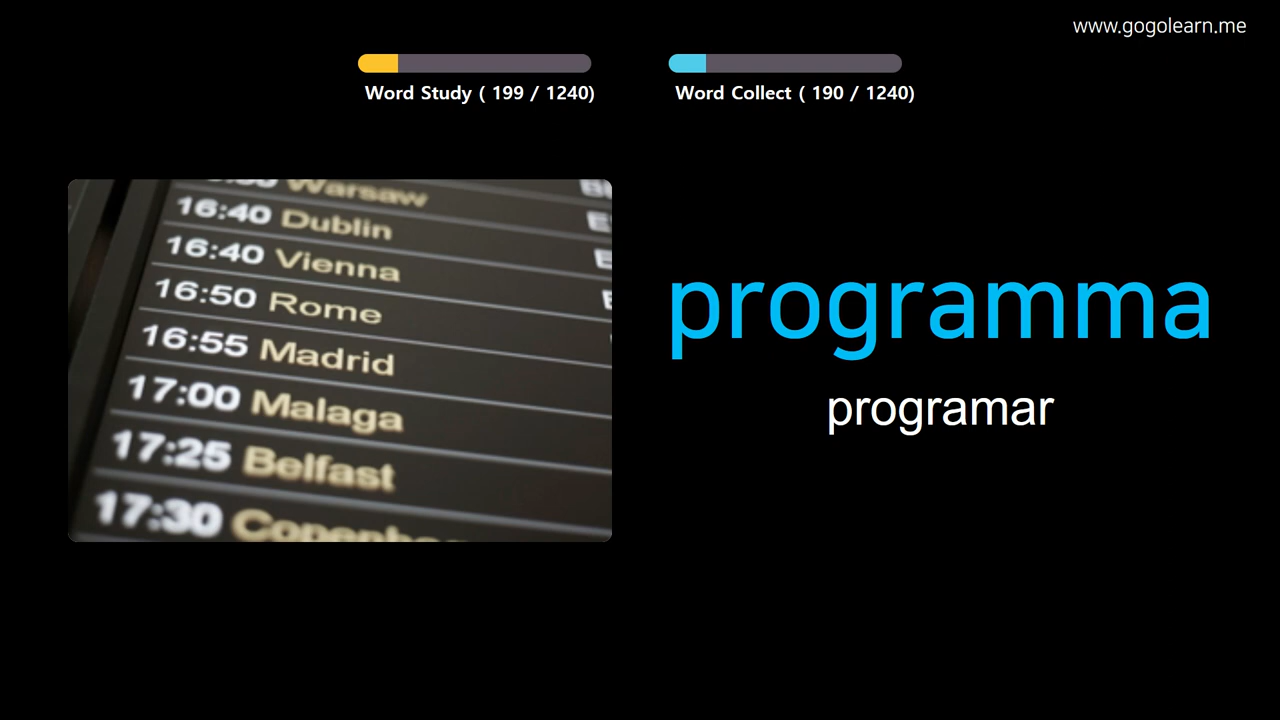 www.gogolearn.me
Word Study ( 199 / 1240)
Word Collect ( 190 / 1240)
Warsaw
16:40 Dublin
16:40 Vienna
16:50 Rome
16:55 Madrid
17:00 Malaga
17:25 Belfast
17:30
programma
programar